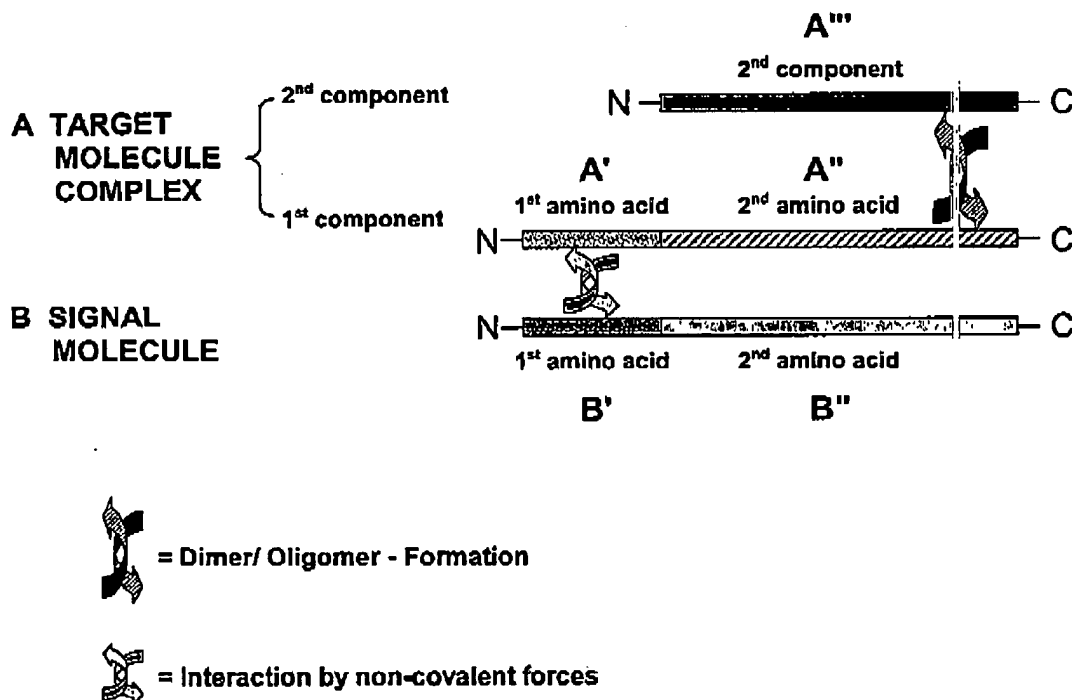 A'''
2nd component
N
C
2nd component
A TARGET
MOLECULE
COMPLEX
A'
A''
1st component
1st amino acid
2nd amino acid
N
C
B SIGNAL
MOLECULE
N
C
1st amino acid
2nd amino acid
B'
B''
= Dimer/ Oligomer - Formation
= Interaction by non-covalent forces